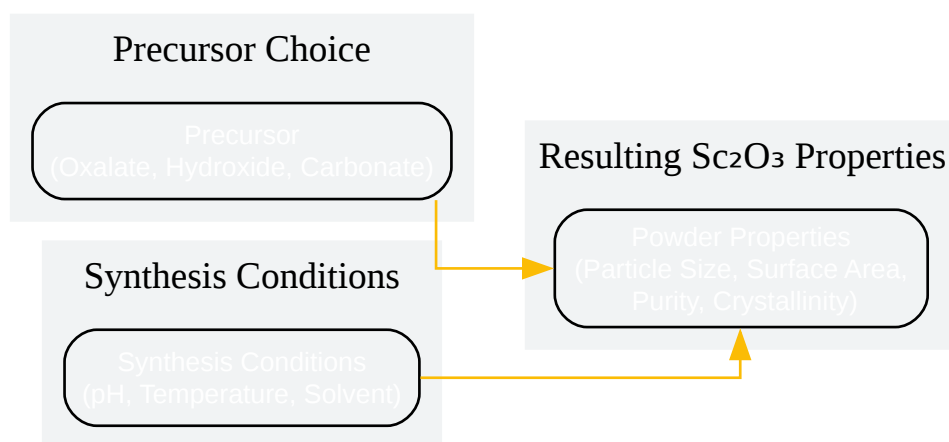 Precursor Choice
Precursor
(Oxalate, Hydroxide, Carbonate)
Synthesis Conditions
Synthesis Conditions
(pH, Temperature, Solvent)
Resulting Sc₂O₃ Properties
Powder Properties
(Particle Size, Surface Area,
Purity, Crystallinity)